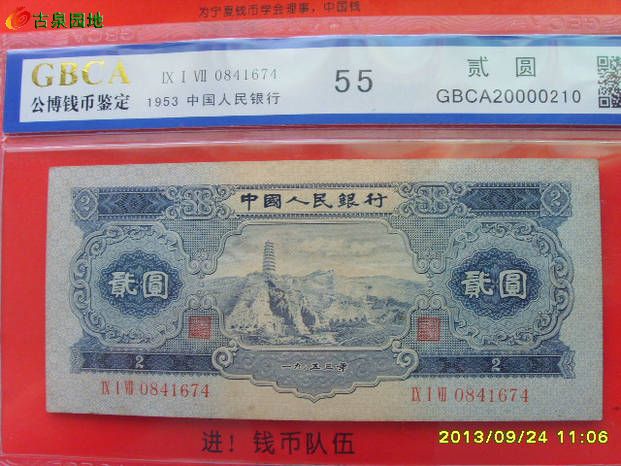 古泉园地
为宁夏钱币学会理事，中国钱
GBCA
公博钱币鉴定
IX I VII 0841674
1953 中国人民银行
55
贰圆
GBCA20000210
2
2
中國人民銀行
貳圓
貳圓
一九五三年
2
2
IX I VII 0841674
IX I VII 0841674
进！钱币队伍
2013/09/24 11:06